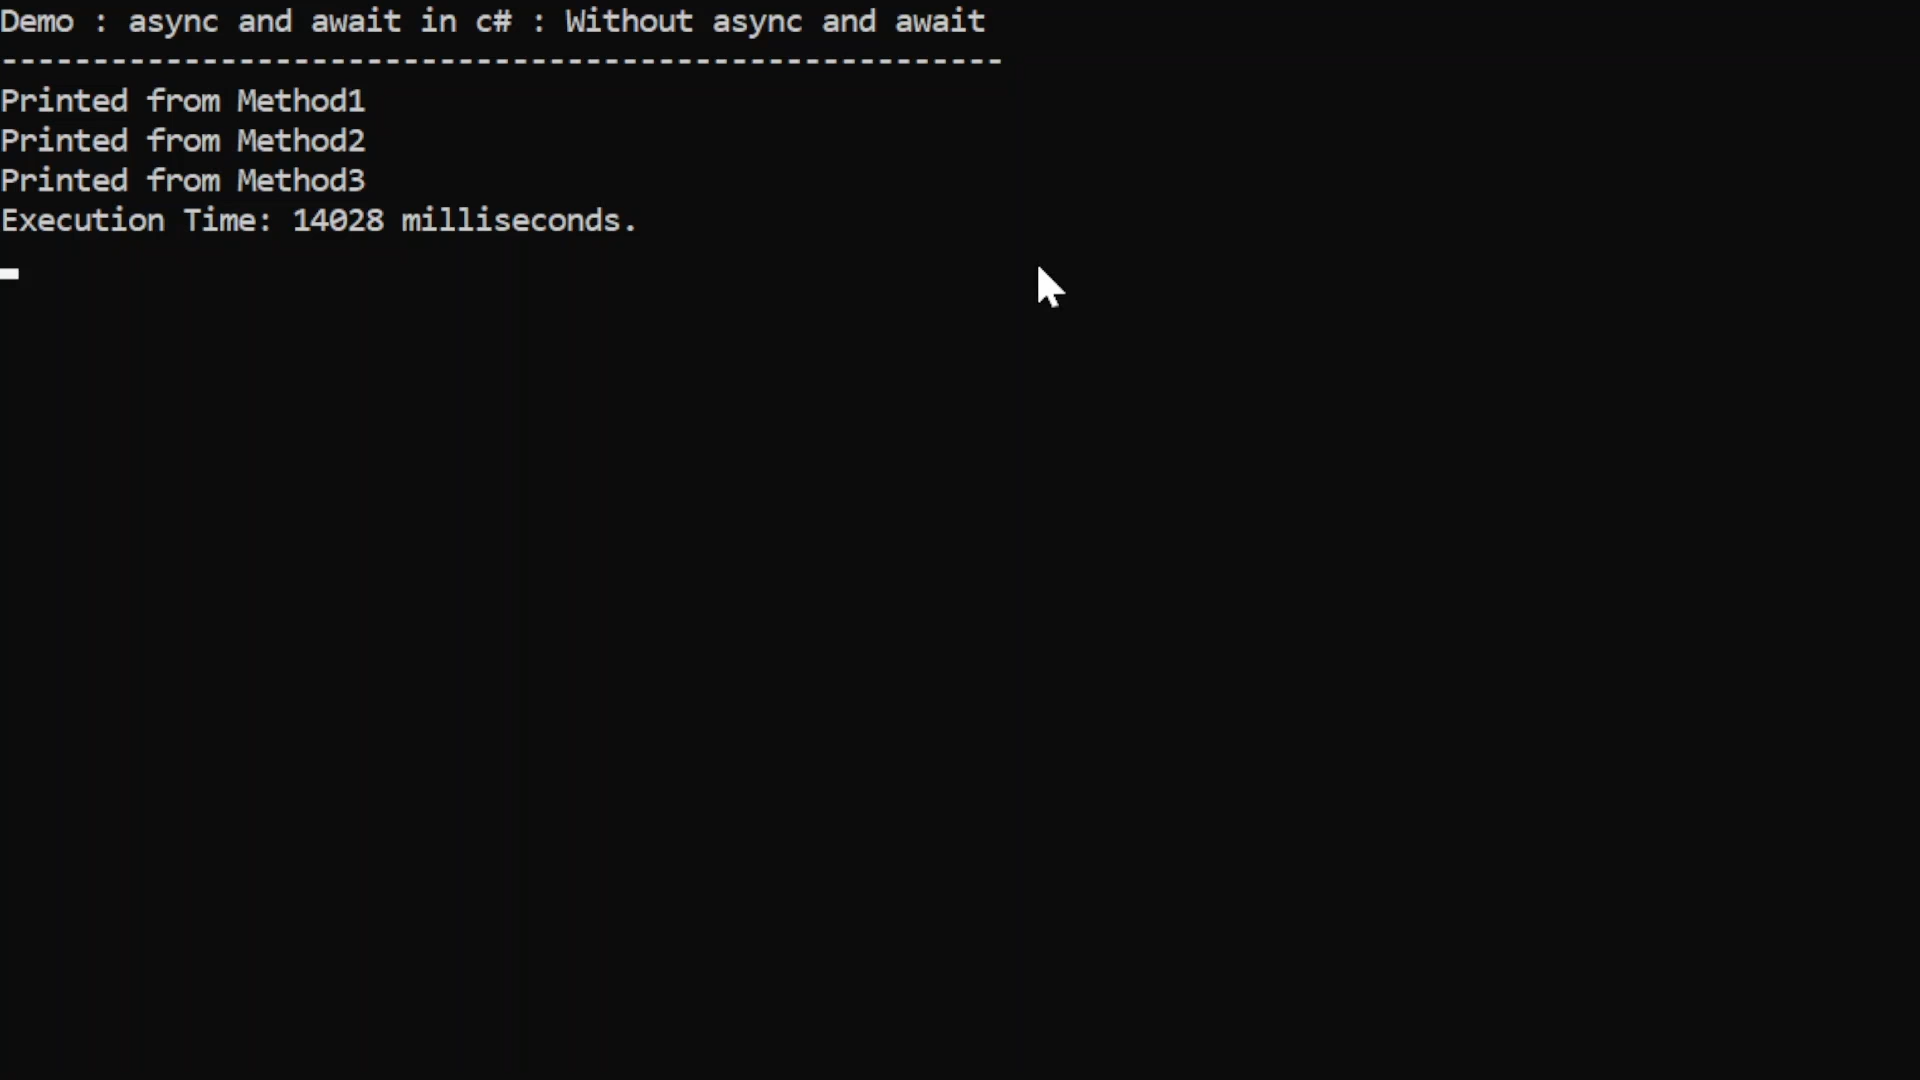 Demo : async and await in c# : Without async and await
-------------------------------------------------------
Printed from Method1
Printed from Method2
Printed from Method3
Execution Time: 14028 milliseconds.